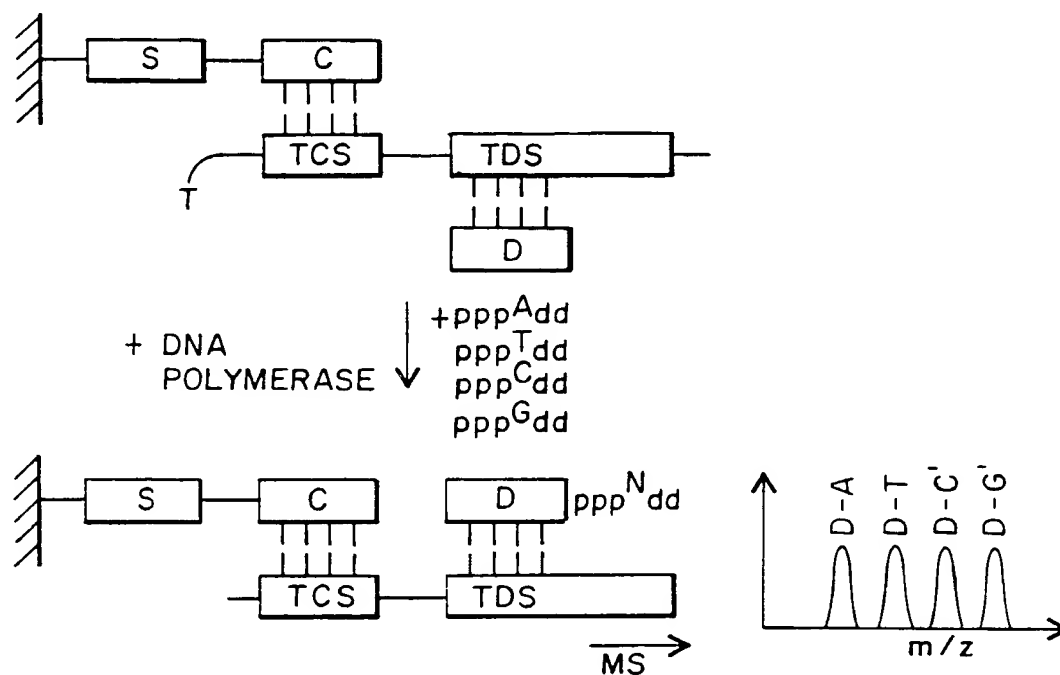 S
C
TCS
TDS
T
D
+ DNA
POLYMERASE
+pppAdd
pppTdd
pppCdd
pppGdd
S
C
D
pppNdd
TCS
TDS
MS
D-A
D-T
D-C'
D-G'
m/z